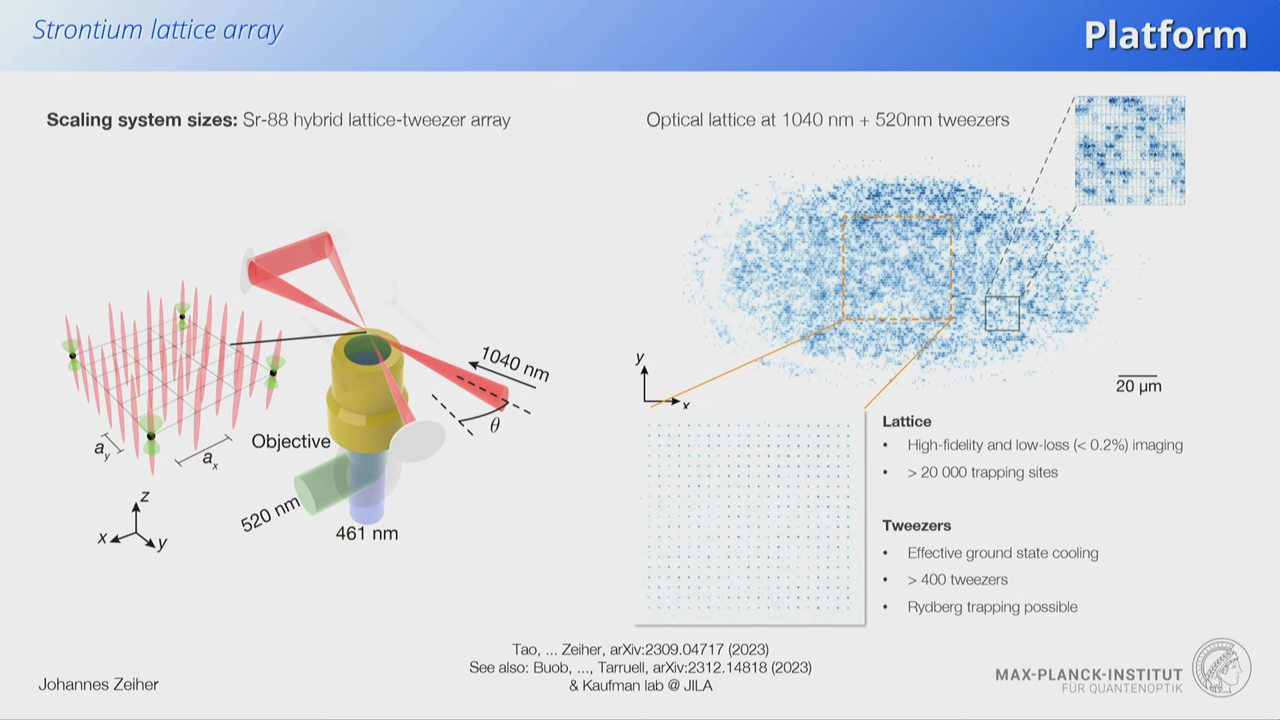 Strontium lattice array
Platform
Scaling system sizes: Sr-88 hybrid lattice-tweezer array
Optical lattice at 1040 nm + 520nm tweezers
1040 nm
θ
Objective
a_y
a_x
520 nm
461 nm
z
x
y
y
x
20 µm
Lattice
• High-fidelity and low-loss (< 0.2%) imaging
• > 20 000 trapping sites
Tweezers
• Effective ground state cooling
• > 400 tweezers
• Rydberg trapping possible
Tao, ... Zeiher, arXiv:2309.04717 (2023)
See also: Buob, ..., Tarruell, arXiv:2312.14818 (2023)
& Kaufman lab @ JILA
Johannes Zeiher
MAX-PLANCK-INSTITUT
FÜR QUANTENOPTIK